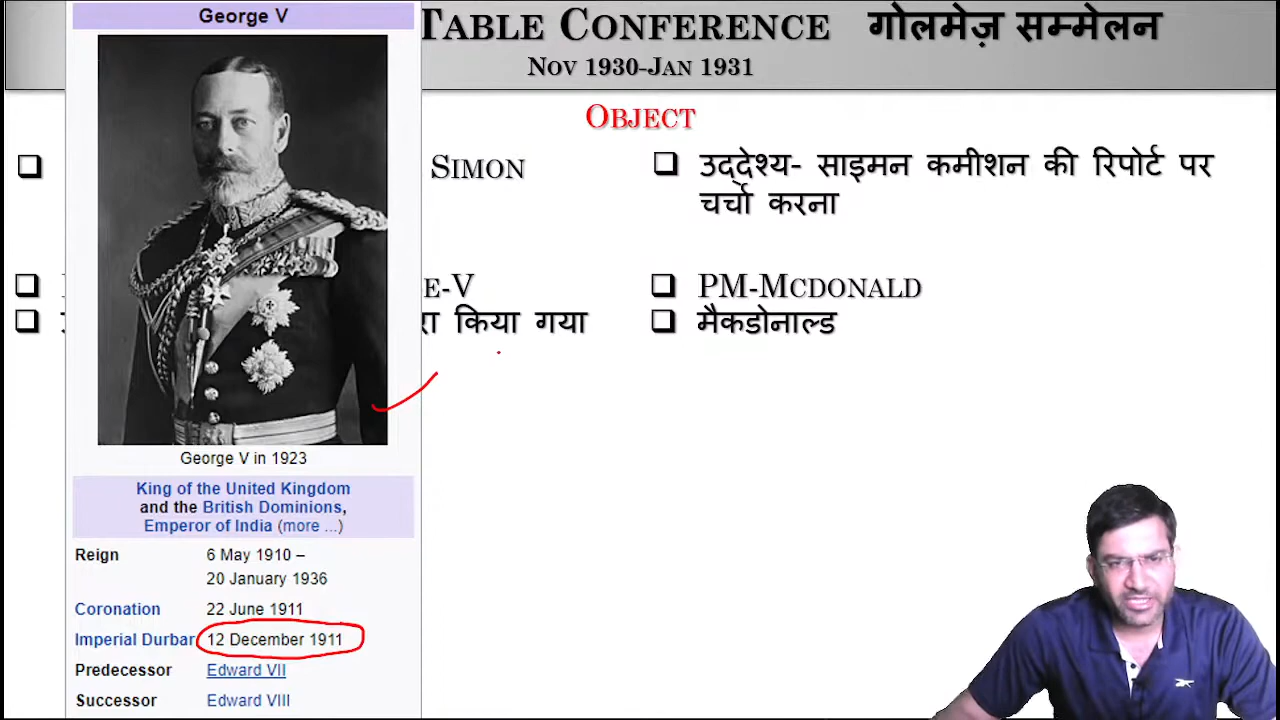 George V
TABLE CONFERENCE गोलमेज़ सम्मेलन
NOV 1930-JAN 1931
OBJECT
SIMON
उद्देश्य- साइमन कमीशन की रिपोर्ट पर
चर्चा करना
E-V
PM-MCDONALD
किया गया
मैकडोनाल्ड
George V in 1923
King of the United Kingdom
and the British Dominions,
Emperor of India (more ...)
Reign 6 May 1910 –
20 January 1936
Coronation 22 June 1911
Imperial Durbar 12 December 1911
Predecessor Edward VII
Successor Edward VIII